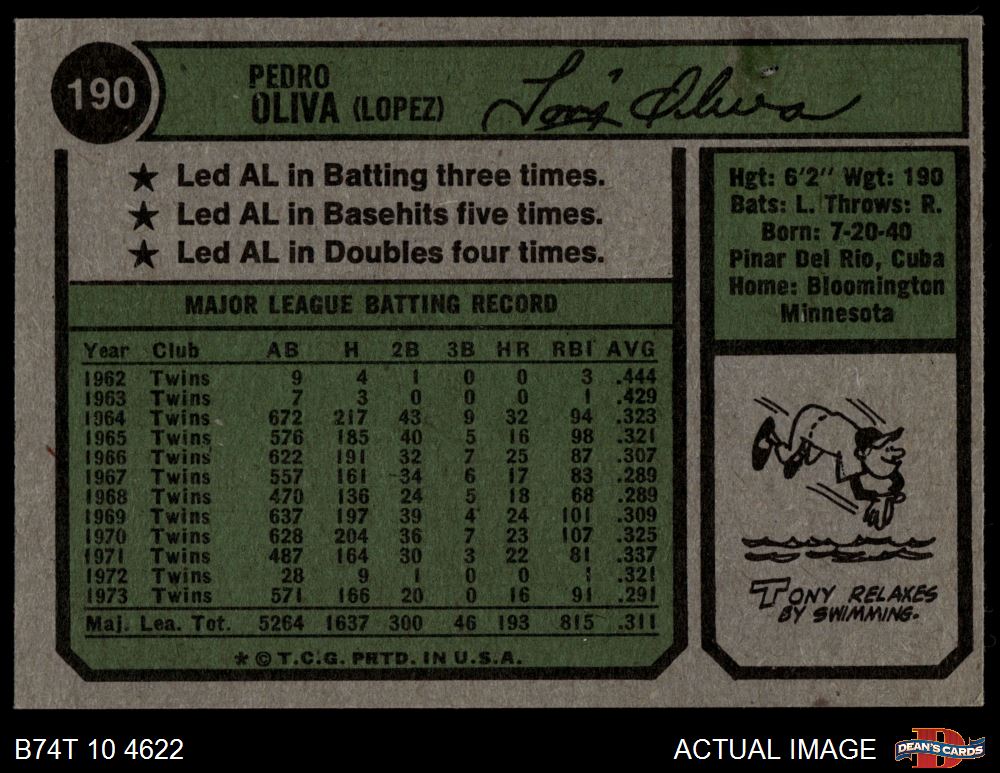 190
PEDRO
OLIVA (LOPEZ)
Tony Oliva
★ Led AL in Batting three times.
★ Led AL in Basehits five times.
★ Led AL in Doubles four times.
MAJOR LEAGUE BATTING RECORD
Year Club AB H 2B 3B HR RBI AVG
1962 Twins 9 4 1 0 0 3 .444
1963 Twins 7 3 0 0 0 1 .429
1964 Twins 672 217 43 9 32 94 .323
1965 Twins 576 185 40 5 16 98 .321
1966 Twins 622 191 32 7 25 87 .307
1967 Twins 557 161 34 6 17 83 .289
1968 Twins 470 136 24 5 18 68 .289
1969 Twins 637 197 39 4 24 101 .309
1970 Twins 628 204 36 7 23 107 .325
1971 Twins 487 164 30 3 22 81 .337
1972 Twins 28 9 1 0 0 1 .321
1973 Twins 571 166 20 0 16 91 .291
Maj. Lea. Tot. 5264 1637 300 46 193 815 .311
* © T.C.G. PRTD. IN U.S.A.
Hgt: 6'2" Wgt: 190
Bats: L. Throws: R.
Born: 7-20-40
Pinar Del Rio, Cuba
Home: Bloomington
Minnesota
TONY RELAXES
BY SWIMMING.
B74T 10 4622
ACTUAL IMAGE
DEAN'S CARDS